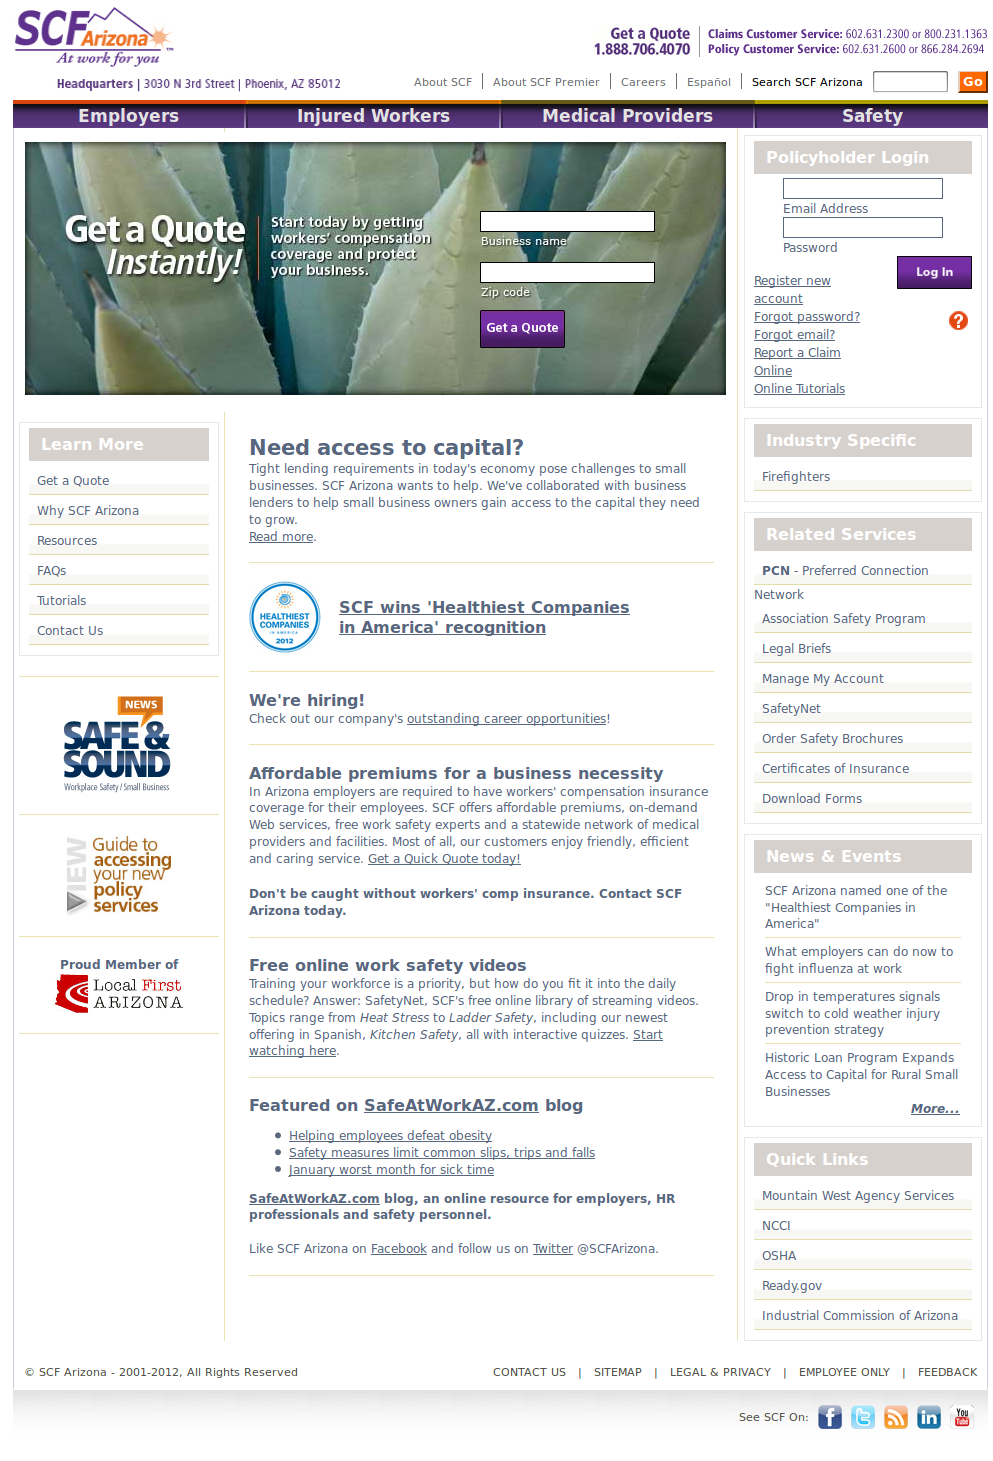 SCF Arizona™
At work for you
Headquarters | 3030 N 3rd Street | Phoenix, AZ 85012
Get a Quote
1.888.706.4070
Claims Customer Service: 602.631.2300 or 800.231.1363
Policy Customer Service: 602.631.2600 or 866.284.2694
About SCF | About SCF Premier | Careers | Español | Search SCF Arizona Go
Employers Injured Workers Medical Providers Safety
Get a Quote
Instantly!
Start today by getting
workers' compensation
coverage and protect
your business.
Business name
Zip code
Get a Quote
Policyholder Login
Email Address
Password
Log In
Register new
account
Forgot password?
?
Forgot email?
Report a Claim
Online
Online Tutorials
Learn More
Get a Quote
Why SCF Arizona
Resources
FAQs
Tutorials
Contact Us
NEWS
SAFE &
SOUND
Workplace Safety / Small Business
VIEW
Guide to
accessing
your new
policy
services
Proud Member of
Local First
ARIZONA
Need access to capital?
Tight lending requirements in today's economy pose challenges to small
businesses. SCF Arizona wants to help. We've collaborated with business
lenders to help small business owners gain access to the capital they need
to grow.
Read more.
HEALTHIEST
COMPANIES
IN AMERICA
2012
SCF wins 'Healthiest Companies
in America' recognition
We're hiring!
Check out our company's outstanding career opportunities!
Affordable premiums for a business necessity
In Arizona employers are required to have workers' compensation insurance
coverage for their employees. SCF offers affordable premiums, on-demand
Web services, free work safety experts and a statewide network of medical
providers and facilities. Most of all, our customers enjoy friendly, efficient
and caring service. Get a Quick Quote today!
Don't be caught without workers' comp insurance. Contact SCF
Arizona today.
Free online work safety videos
Training your workforce is a priority, but how do you fit it into the daily
schedule? Answer: SafetyNet, SCF's free online library of streaming videos.
Topics range from Heat Stress to Ladder Safety, including our newest
offering in Spanish, Kitchen Safety, all with interactive quizzes. Start
watching here.
Featured on SafeAtWorkAZ.com blog
• Helping employees defeat obesity
• Safety measures limit common slips, trips and falls
• January worst month for sick time
SafeAtWorkAZ.com blog, an online resource for employers, HR
professionals and safety personnel.
Like SCF Arizona on Facebook and follow us on Twitter @SCFArizona.
Industry Specific
Firefighters
Related Services
PCN - Preferred Connection
Network
Association Safety Program
Legal Briefs
Manage My Account
SafetyNet
Order Safety Brochures
Certificates of Insurance
Download Forms
News & Events
SCF Arizona named one of the
"Healthiest Companies in
America"
What employers can do now to
fight influenza at work
Drop in temperatures signals
switch to cold weather injury
prevention strategy
Historic Loan Program Expands
Access to Capital for Rural Small
Businesses
More...
Quick Links
Mountain West Agency Services
NCCI
OSHA
Ready.gov
Industrial Commission of Arizona
© SCF Arizona - 2001-2012, All Rights Reserved
CONTACT US | SITEMAP | LEGAL & PRIVACY | EMPLOYEE ONLY | FEEDBACK
See SCF On: f t in You Tube